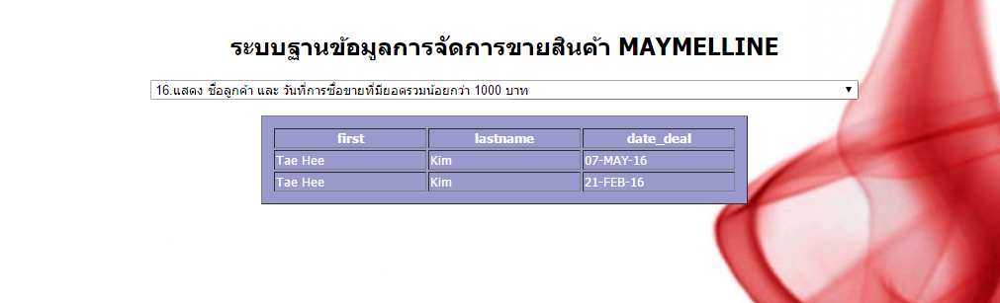 ระบบฐานข้อมูลการจัดการขายสินค้า MAYMELLINE
16.แสดง ชื่อลูกค้า และ วันที่การซื้อขายที่มียอดรวมน้อยกว่า 1000 บาท
first lastname date_deal
Tae Hee Kim 07-MAY-16
Tae Hee Kim 21-FEB-16